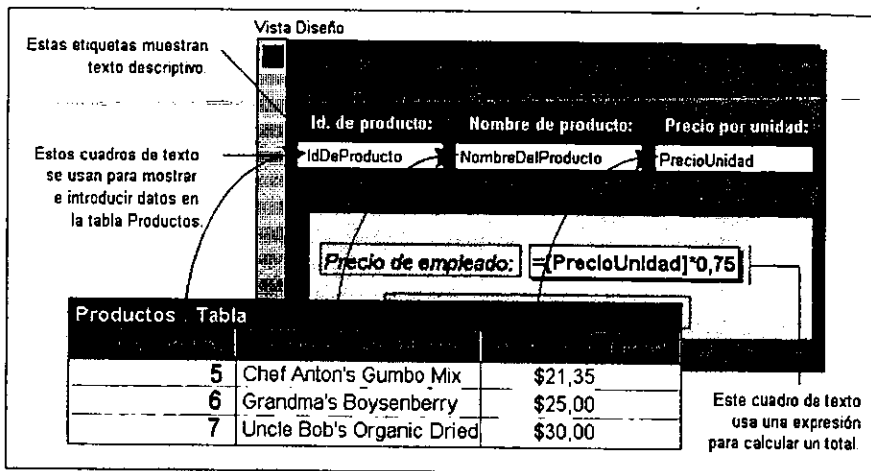 Vista Diseño
Estas etiquetas muestran
texto descriptivo.
Id. de producto: Nombre de producto: Precio por unidad:
Estos cuadros de texto
se usan para mostrar
e introducir datos en
la tabla Productos.
IdDeProducto NombreDelProducto PrecioUnidad
Precio de empleado: =[PrecioUnidad]*0,75
Productos : Tabla
5 Chef Anton's Gumbo Mix $21,35
6 Grandma's Boysenberry $25,00
7 Uncle Bob's Organic Dried $30,00
Este cuadro de texto
usa una expresión
para calcular un total.